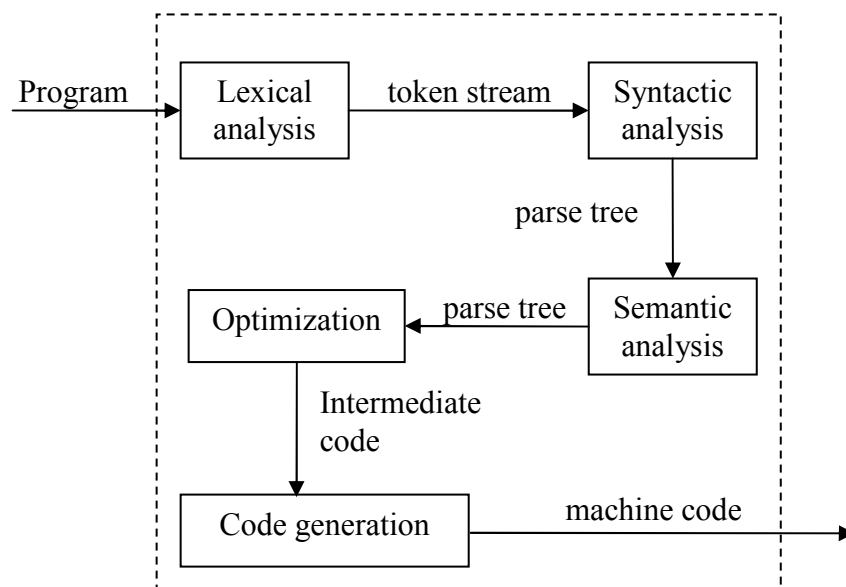 Program
Lexical
analysis
token stream
Syntactic
analysis
parse tree
Semantic
analysis
parse tree
Optimization
Intermediate
code
Code generation
machine code